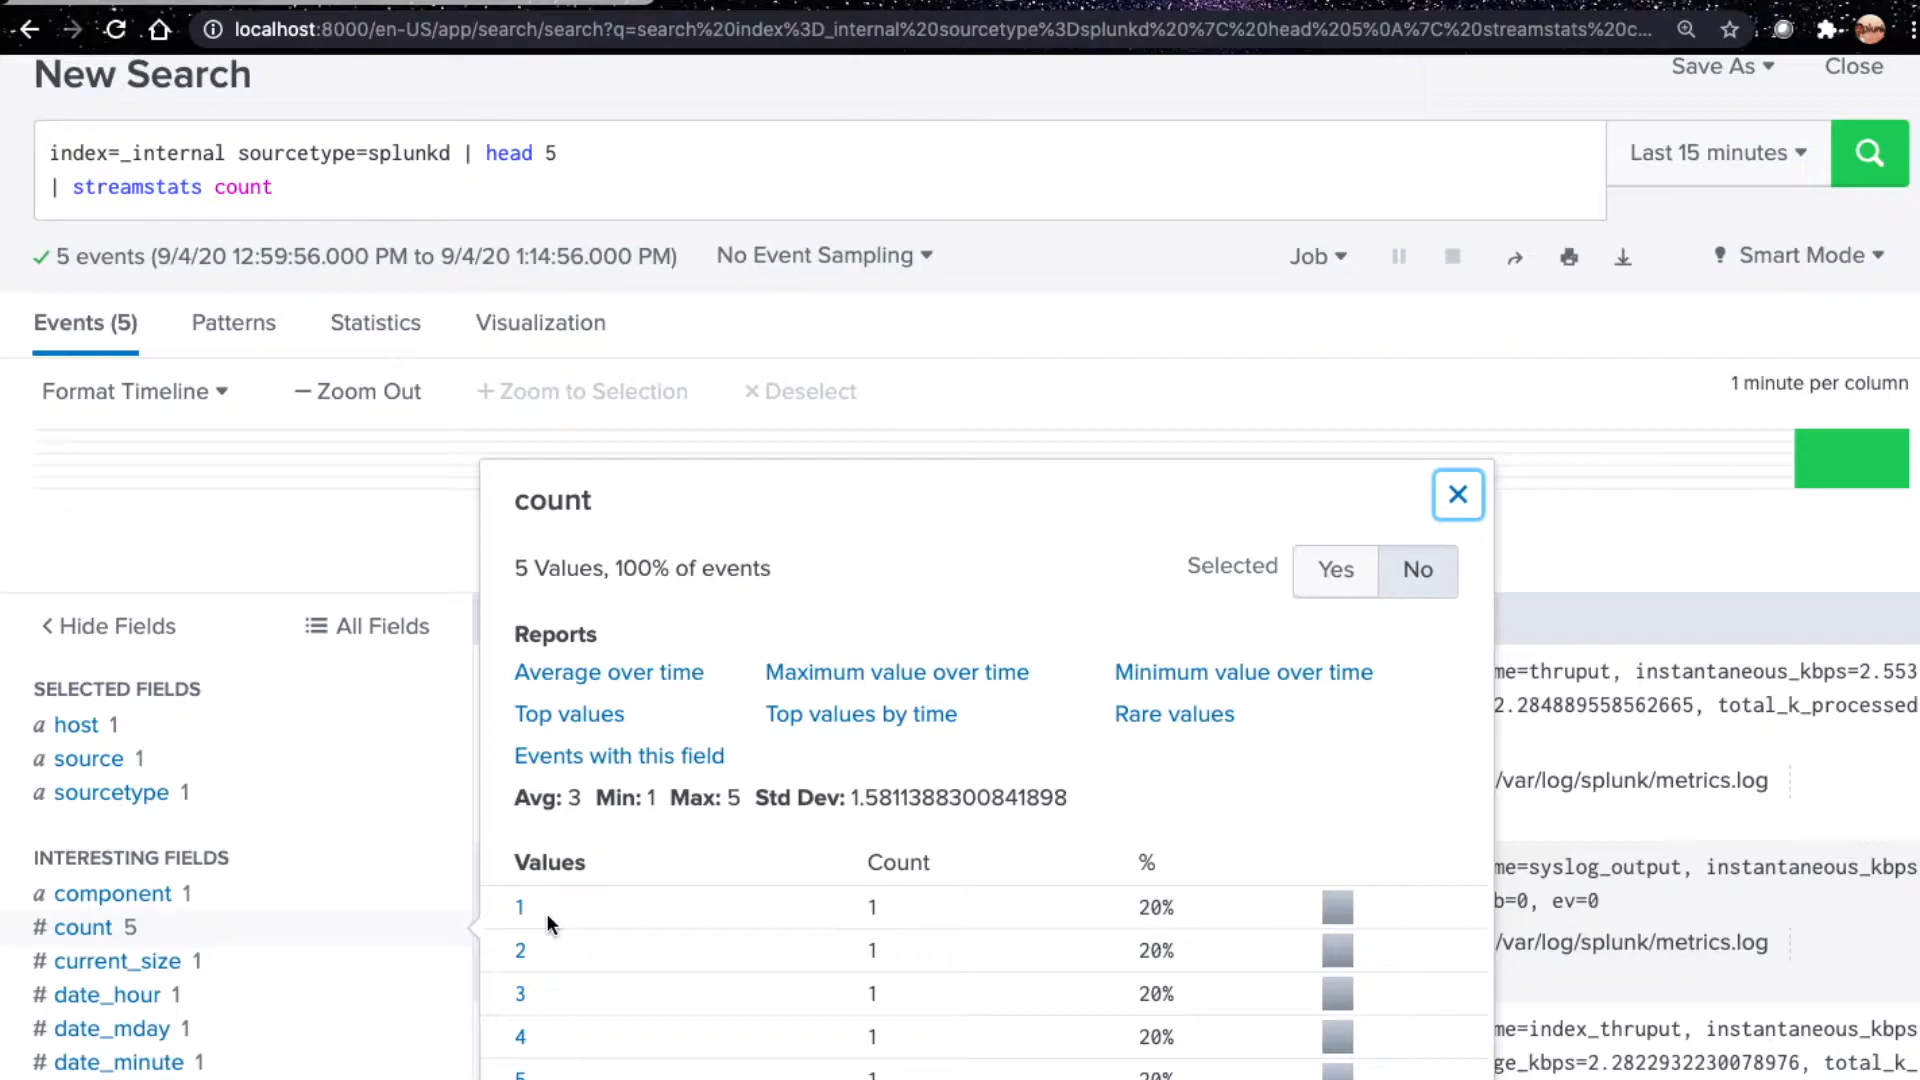 localhost:8000/en-US/app/search/search?q=search%20index%3D_internal%20sourcetype%3Dsplunkd%20%7C%20head%205%0A%7C%20streamstats%20c...
New Search
Save As
Close
index=_internal sourcetype=splunkd | head 5
| streamstats count
Last 15 minutes
5 events (9/4/20 12:59:56.000 PM to 9/4/20 1:14:56.000 PM)
No Event Sampling
Job
Smart Mode
Events (5)
Patterns
Statistics
Visualization
Format Timeline
— Zoom Out
+ Zoom to Selection
× Deselect
1 minute per column
count
5 Values, 100% of events
Selected
Yes
No
Reports
Average over time
Maximum value over time
Minimum value over time
Top values
Top values by time
Rare values
Events with this field
Avg: 3 Min: 1 Max: 5 Std Dev: 1.5811388300841898
Values Count %
1 1 20%
2 1 20%
3 1 20%
4 1 20%
5 1 20%
< Hide Fields
All Fields
SELECTED FIELDS
a host 1
a source 1
a sourcetype 1
INTERESTING FIELDS
a component 1
# count 5
# current_size 1
# date_hour 1
# date_mday 1
# date_minute 1
me=thruput, instantaneous_kbps=2.553
2.284889558562665, total_k_processed
/var/log/splunk/metrics.log
me=syslog_output, instantaneous_kbps
b=0, ev=0
/var/log/splunk/metrics.log
me=index_thruput, instantaneous_kbps
ge_kbps=2.2822932230078976, total_k_